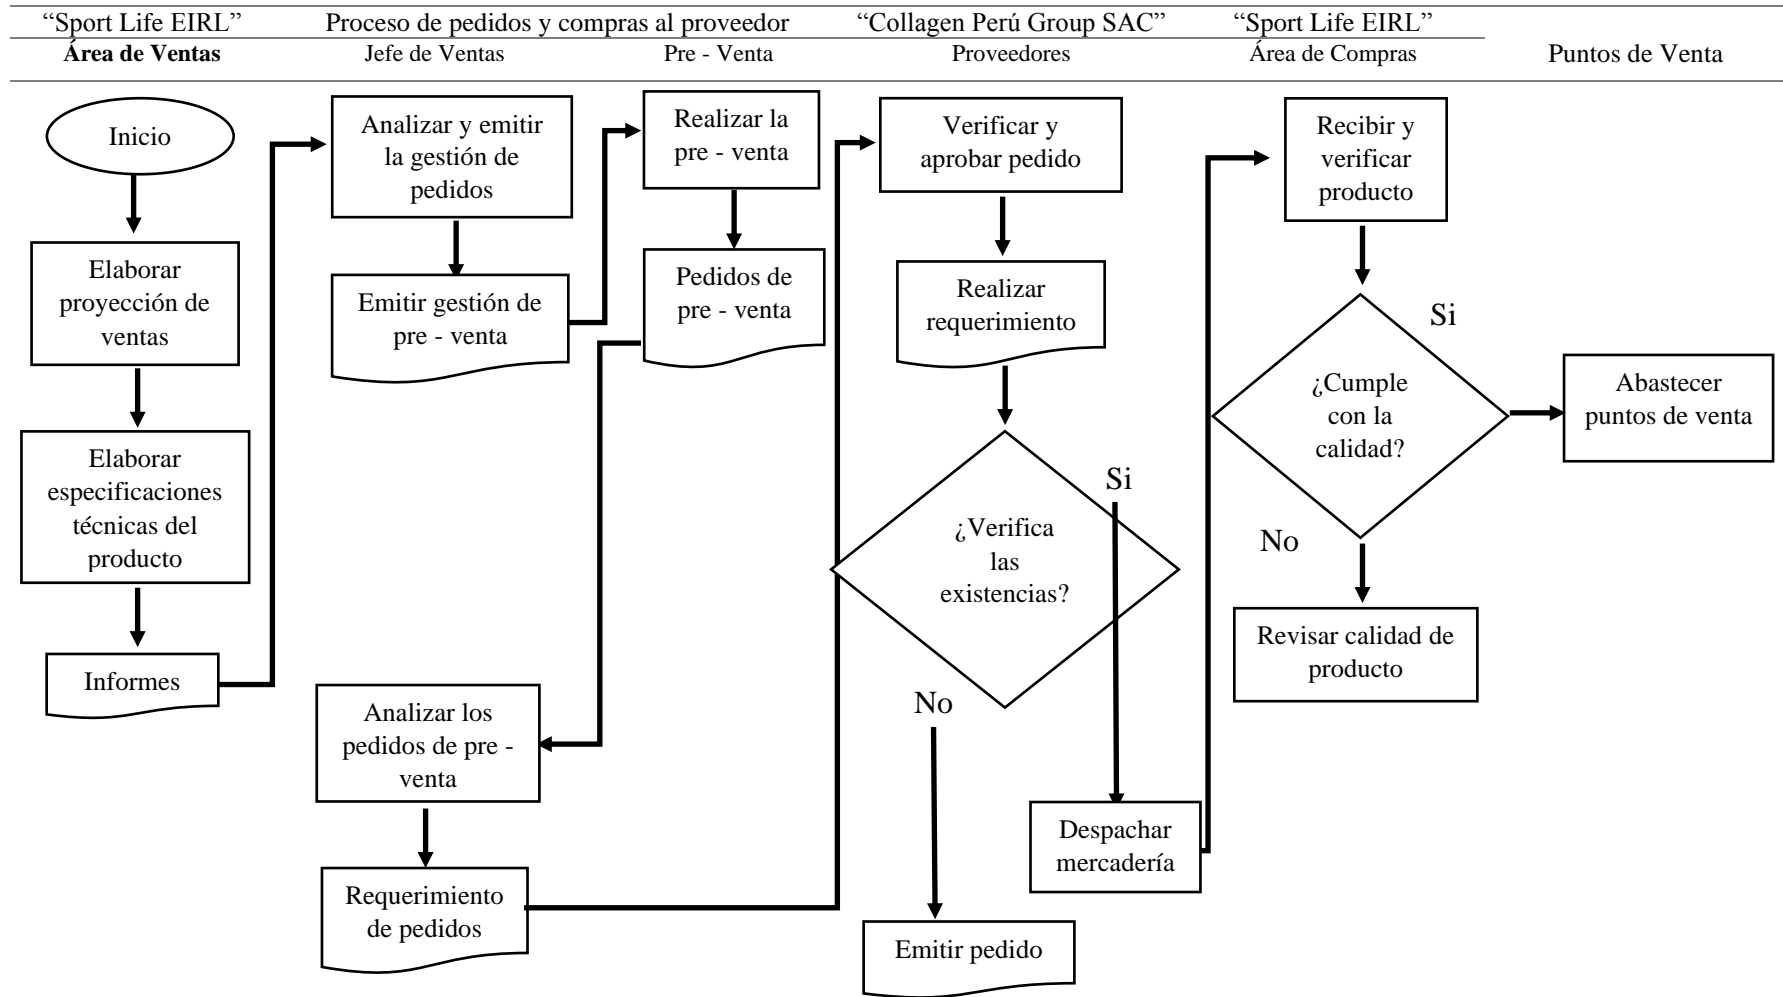 “Sport Life EIRL”
Proceso de pedidos y compras al proveedor
“Collagen Perú Group SAC”
“Sport Life EIRL”
Área de Ventas
Jefe de Ventas
Pre - Venta
Proveedores
Área de Compras
Puntos de Venta
Inicio
Elaborar
proyección de
ventas
Elaborar
especificaciones
técnicas del
producto
Informes
Analizar y emitir
la gestión de
pedidos
Emitir gestión de
pre - venta
Realizar la
pre - venta
Pedidos de
pre - venta
Analizar los
pedidos de pre -
venta
Requerimiento
de pedidos
Verificar y
aprobar pedido
Realizar
requerimiento
¿Verifica
las
existencias?
Si
No
Despachar
mercadería
Emitir pedido
Recibir y
verificar
producto
¿Cumple
con la
calidad?
Si
No
Revisar calidad de
producto
Abastecer
puntos de venta